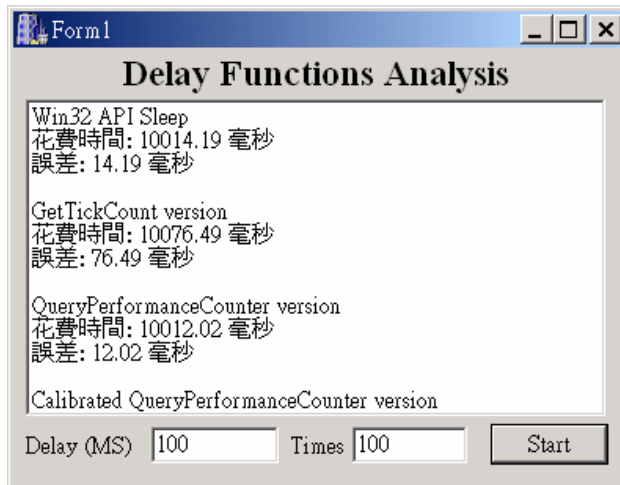 Form1
Delay Functions Analysis
Win32 API Sleep
花費時間: 10014.19 毫秒
誤差: 14.19 毫秒
GetTickCount version
花費時間: 10076.49 毫秒
誤差: 76.49 毫秒
QueryPerformanceCounter version
花費時間: 10012.02 毫秒
誤差: 12.02 毫秒
Calibrated QueryPerformanceCounter version
Delay (MS) 100 Times 100 Start